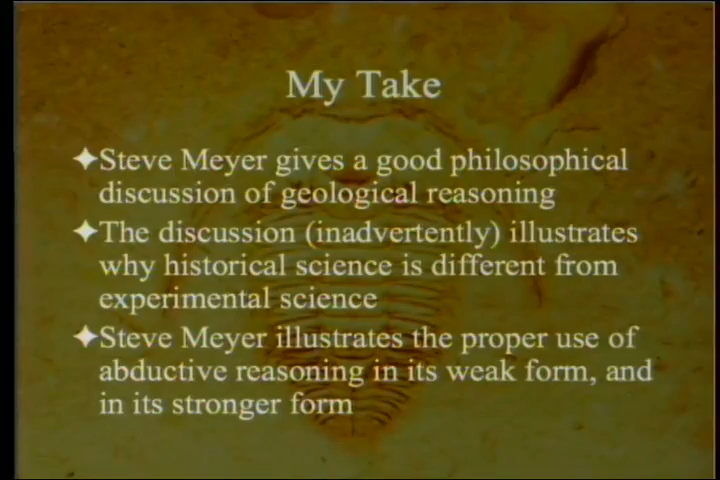 My Take
Steve Meyer gives a good philosophical
discussion of geological reasoning
The discussion (inadvertently) illustrates
why historical science is different from
experimental science
Steve Meyer illustrates the proper use of
abductive reasoning in its weak form, and
in its stronger form